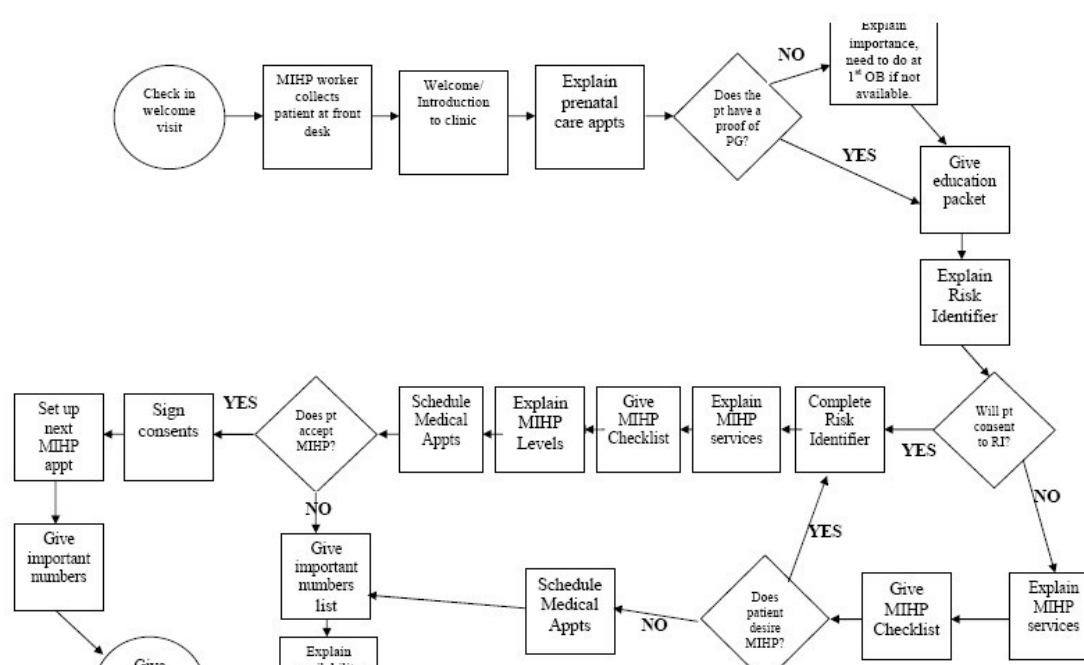 Check in
welcome
visit
MIHP worker
collects
patient at front
desk
Welcome/
Introduction
to clinic
Explain
prenatal
care appts
Does the
pt have a
proof of
PG?
NO
Explain
importance,
need to do at
1st OB if not
available.
YES
Give
education
packet
Explain
Risk
Identifier
Will pt
consent
to RI?
YES
NO
Complete
Risk
Identifier
Explain
MIHP
services
Give
MIHP
Checklist
Explain
MIHP
Levels
Schedule
Medical
Appts
Does pt
accept
MIHP?
YES
Sign
consents
Set up
next
MIHP
appt
Give
important
numbers
Give
NO
Give
important
numbers
list
Explain
Schedule
Medical
Appts
NO
Does
patient
desire
MIHP?
YES
Give
MIHP
Checklist
Explain
MIHP
services